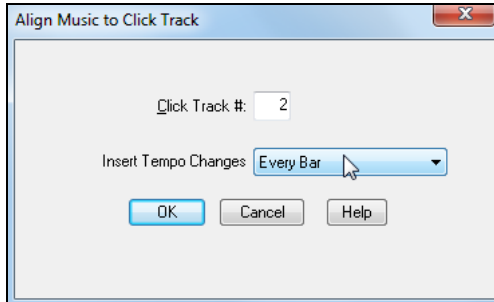 Align Music to Click Track
Click Track #: 2
Insert Tempo Changes Every Bar
OK Cancel Help